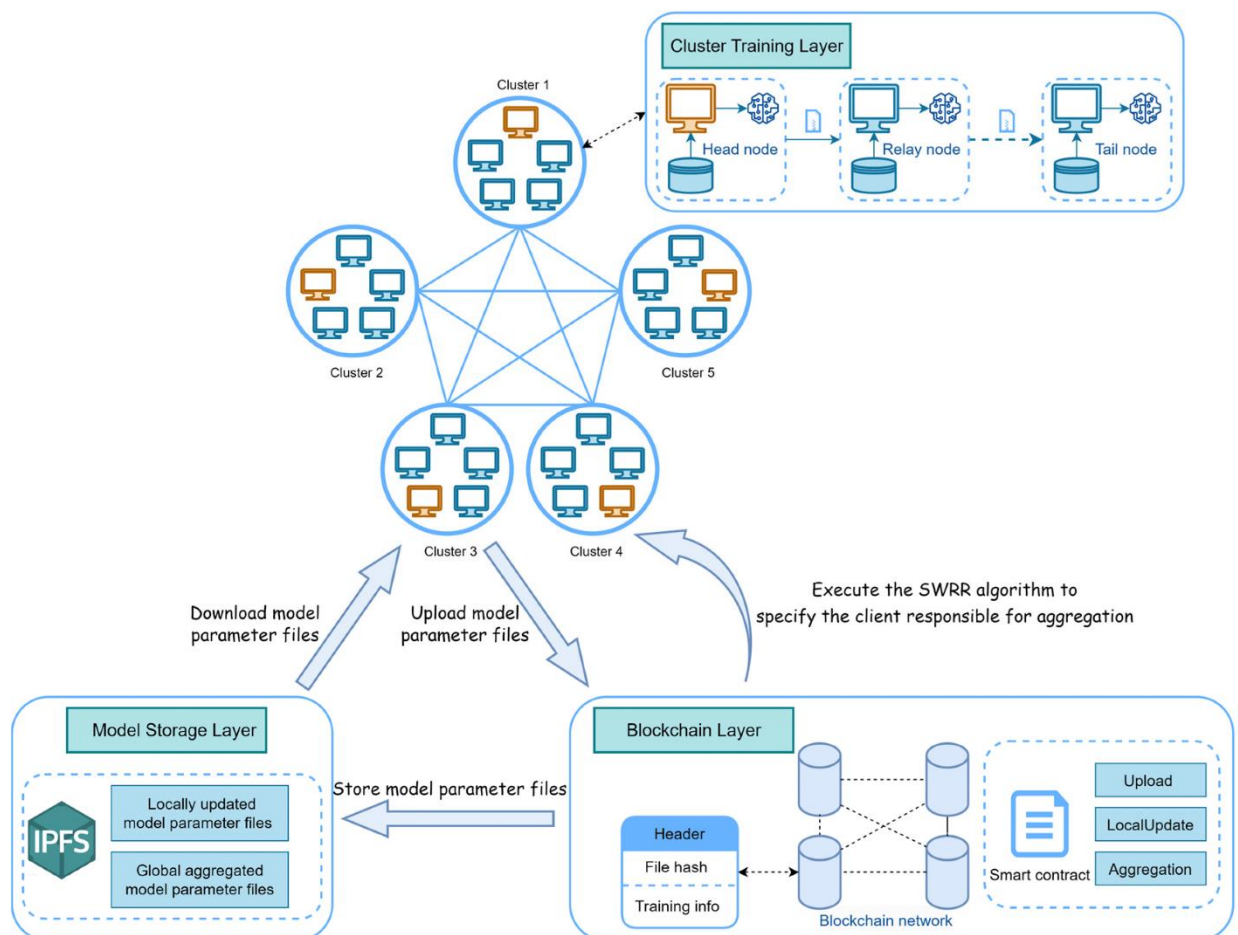 Cluster Training Layer
Cluster 1
Head node
Relay node
Tail node
Cluster 2
Cluster 5
Cluster 3
Cluster 4
Download model
parameter files
Upload model
parameter files
Execute the SWRR algorithm to
specify the client responsible for aggregation
Model Storage Layer
IPFS
Locally updated
model parameter files
Global aggregated
model parameter files
Store model parameter files
Blockchain Layer
Header
File hash
Training info
Blockchain network
Smart contract
Upload
LocalUpdate
Aggregation